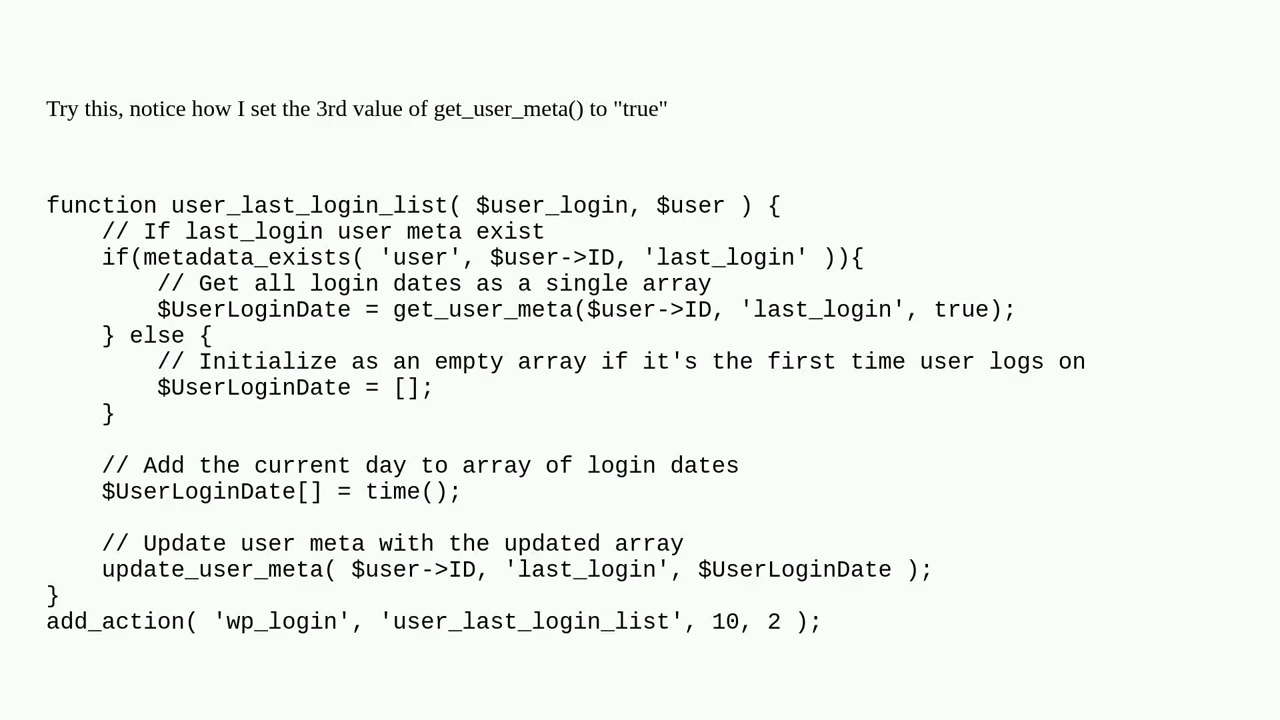 Try this, notice how I set the 3rd value of get_user_meta() to "true"
function user_last_login_list( $user_login, $user ) {
    // If last_login user meta exist
    if(metadata_exists( 'user', $user->ID, 'last_login' )){
        // Get all login dates as a single array
        $UserLoginDate = get_user_meta($user->ID, 'last_login', true);
    } else {
        // Initialize as an empty array if it's the first time user logs on
        $UserLoginDate = [];
    }
    // Add the current day to array of login dates
    $UserLoginDate[] = time();
    // Update user meta with the updated array
    update_user_meta( $user->ID, 'last_login', $UserLoginDate );
}
add_action( 'wp_login', 'user_last_login_list', 10, 2 );